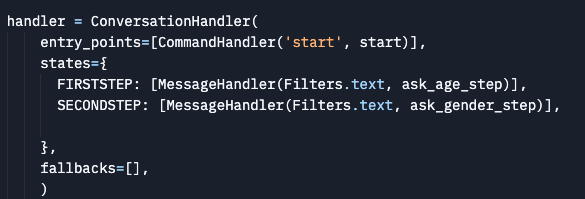 handler = ConversationHandler(
    entry_points=[CommandHandler('start', start)],
    states={
      FIRSTSTEP: [MessageHandler(Filters.text, ask_age_step)],
      SECONDSTEP: [MessageHandler(Filters.text, ask_gender_step)],

    },
    fallbacks=[],
    )